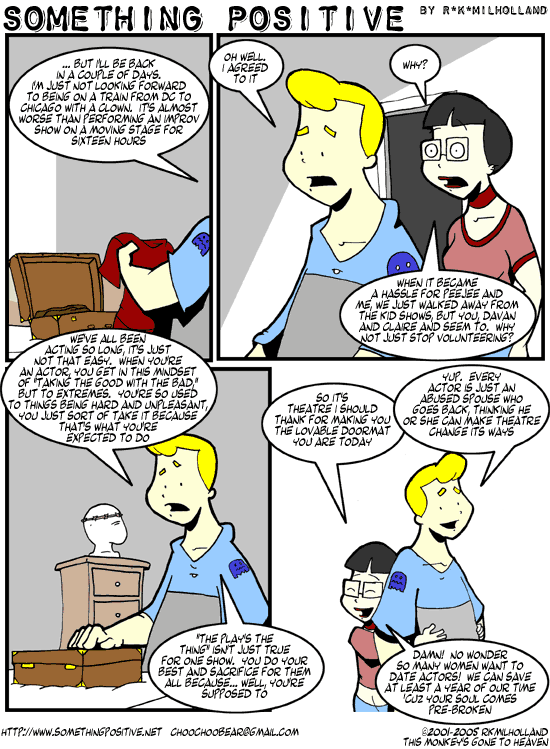 SOMETHING POSITIVE BY R*K*MILHOLLAND
... BUT I'LL BE BACK
IN A COUPLE OF DAYS.
I'M JUST NOT LOOKING FORWARD
TO BEING ON A TRAIN FROM DC TO
CHICAGO WITH A CLOWN. IT'S ALMOST
WORSE THAN PERFORMING AN IMPROV
SHOW ON A MOVING STAGE FOR
SIXTEEN HOURS
OH WELL.
I AGREED
TO IT
WHY?
WHEN IT BECAME
A HASSLE FOR PEEJEE AND
ME, WE JUST WALKED AWAY FROM
THE KID SHOWS, BUT YOU, DAVAN
AND CLAIRE AND SEEM TO. WHY
NOT JUST STOP VOLUNTEERING?
WE'VE ALL BEEN
ACTING SO LONG, IT'S JUST
NOT THAT EASY. WHEN YOU'RE
AN ACTOR, YOU GET IN THIS MINDSET
OF "TAKING THE GOOD WITH THE BAD,"
BUT TO EXTREMES. YOU'RE SO USED
TO THINGS BEING HARD AND UNPLEASANT,
YOU JUST SORT OF TAKE IT BECAUSE
THAT'S WHAT YOU'RE
EXPECTED TO DO
"THE PLAY'S THE
THING" ISN'T JUST TRUE
FOR ONE SHOW. YOU DO YOUR
BEST AND SACRIFICE FOR THEM
ALL BECAUSE... WELL, YOU'RE
SUPPOSED TO
SO IT'S
THEATRE I SHOULD
THANK FOR MAKING YOU
THE LOVABLE DOORMAT
YOU ARE TODAY
YUP. EVERY
ACTOR IS JUST AN
ABUSED SPOUSE WHO
GOES BACK, THINKING HE
OR SHE CAN MAKE THEATRE
CHANGE ITS WAYS
DAMN! NO WONDER
SO MANY WOMEN WANT TO
DATE ACTORS! WE CAN SAVE
AT LEAST A YEAR OF OUR TIME
'CUZ YOUR SOUL COMES
PRE-BROKEN
HTTP://WWW.SOMETHINGPOSITIVE.NET CHOOCHOOBEAR@GMAIL.COM
©2001-2005 RKMILHOLLAND
THIS MONKEY'S GONE TO HEAVEN